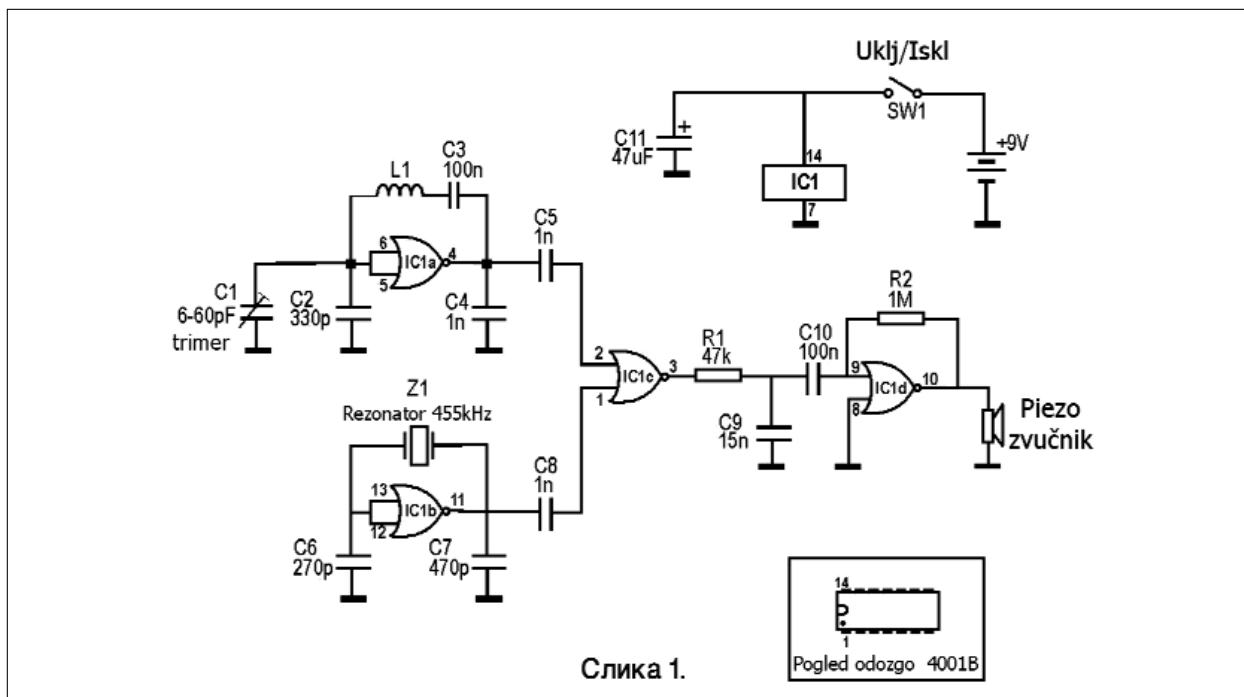 Uklj/Iskl
SW1
C11
47uF
+
14
IC1
7
+9V
L1
C3
100n
6
5
IC1a
4
C5
1n
C1
6-60pF
trimer
C2
330p
C4
1n
2
1
IC1c
3
R1
47k
C10
100n
R2
1M
9
8
IC1d
10
C9
15n
Piezo
zvučnik
Z1
Rezonator 455kHz
13
12
IC1b
11
C8
1n
C6
270p
C7
470p
14
1
Pogled odozgo 4001B
Слика 1.